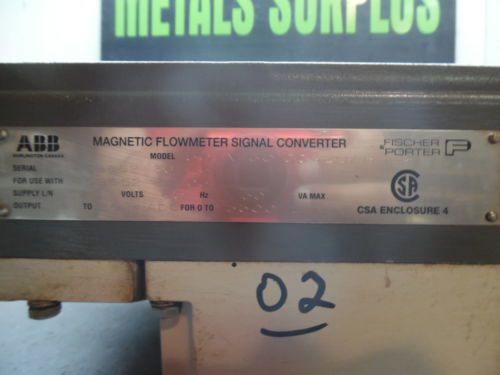 METALS SURPLUS
ABB
BURLINGTON CANADA
MAGNETIC FLOWMETER SIGNAL CONVERTER
FISCHER
PORTER
MODEL
SERIAL
FOR USE WITH
SUPPLY L/N VOLTS Hz VA MAX
OUTPUT TO FOR 0 TO
CSA ENCLOSURE 4
02